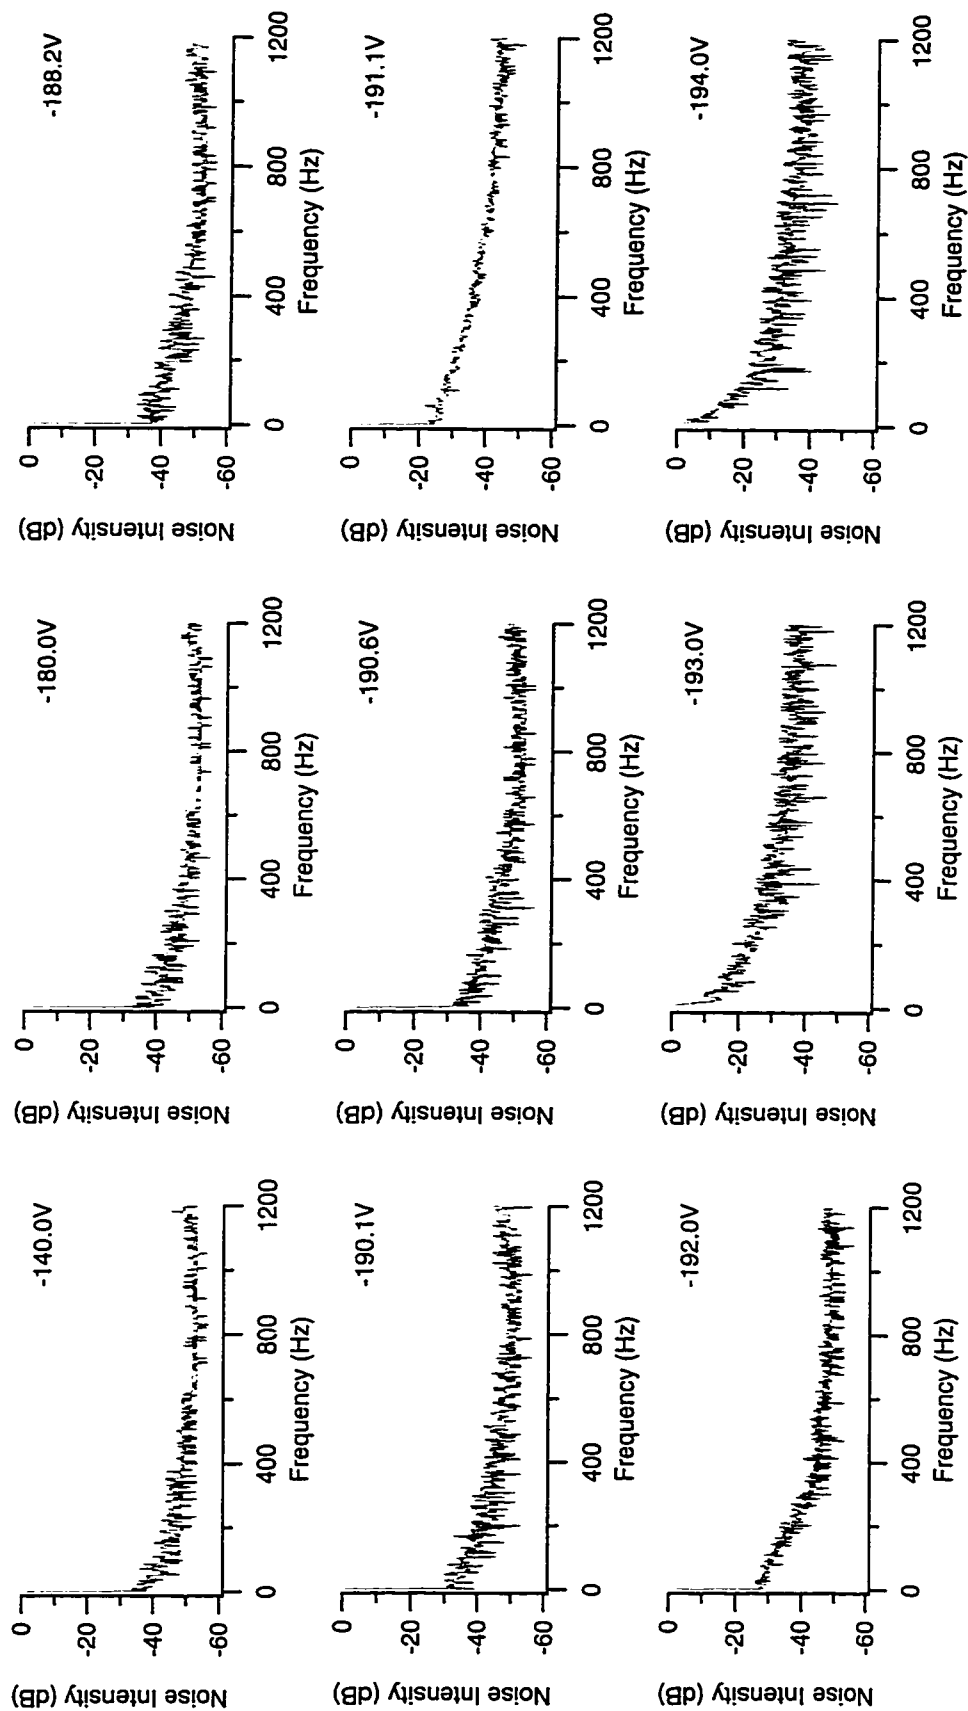 -140.0V
Noise Intensity (dB)
0
-20
-40
-60
0 400 800 1200
Frequency (Hz)
-180.0V
Noise Intensity (dB)
0
-20
-40
-60
0 400 800 1200
Frequency (Hz)
-188.2V
Noise Intensity (dB)
0
-20
-40
-60
0 400 800 1200
Frequency (Hz)
-190.1V
Noise Intensity (dB)
0
-20
-40
-60
0 400 800 1200
Frequency (Hz)
-190.6V
Noise Intensity (dB)
0
-20
-40
-60
0 400 800 1200
Frequency (Hz)
-191.1V
Noise Intensity (dB)
0
-20
-40
-60
0 400 800 1200
Frequency (Hz)
-192.0V
Noise Intensity (dB)
0
-20
-40
-60
0 400 800 1200
Frequency (Hz)
-193.0V
Noise Intensity (dB)
0
-20
-40
-60
0 400 800 1200
Frequency (Hz)
-194.0V
Noise Intensity (dB)
0
-20
-40
-60
0 400 800 1200
Frequency (Hz)